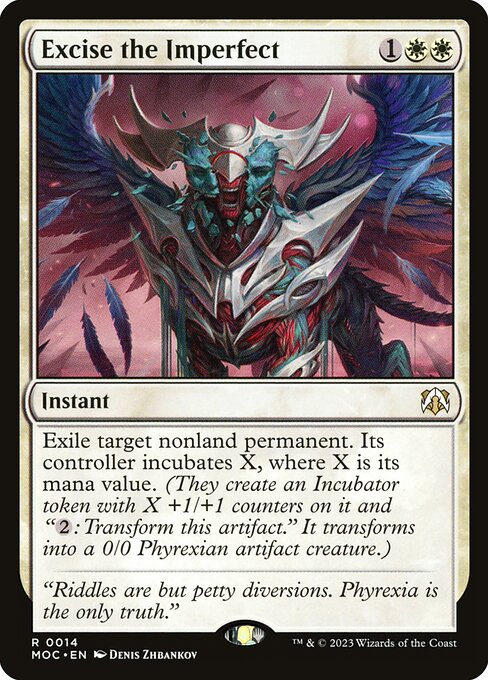 Excise the Imperfect 1
Instant
Exile target nonland permanent. Its
controller incubates X, where X is its
mana value. (They create an Incubator
token with X +1/+1 counters on it and
“2: Transform this artifact.” It transforms
into a 0/0 Phyrexian artifact creature.)
“Riddles are but petty diversions. Phyrexia is
the only truth.”
R 0014
MOC • EN Denis Zhbankov
™ & © 2023 Wizards of the Coast